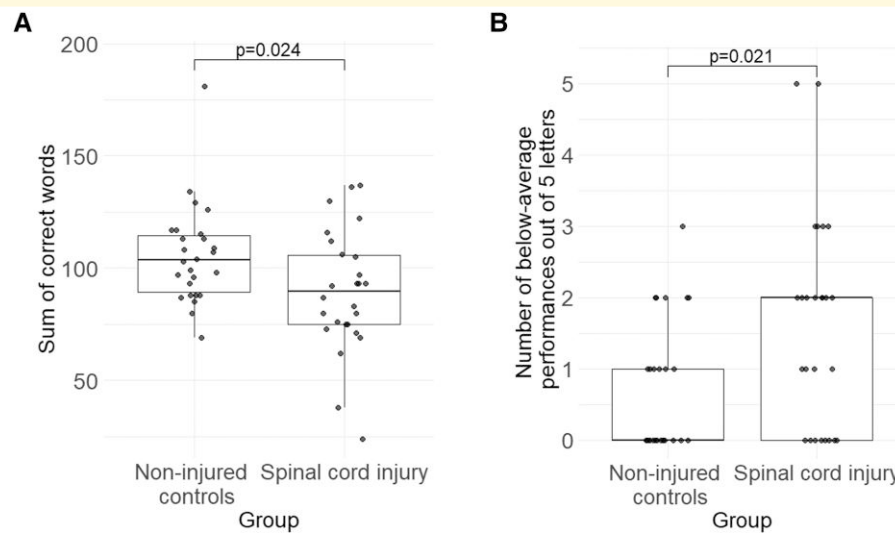 A
200
150
100
50
Sum of correct words
p=0.024
Non-injured controls
Spinal cord injury
Group
B
5
4
3
2
1
0
Number of below-average
performances out of 5 letters
p=0.021
Non-injured controls
Spinal cord injury
Group